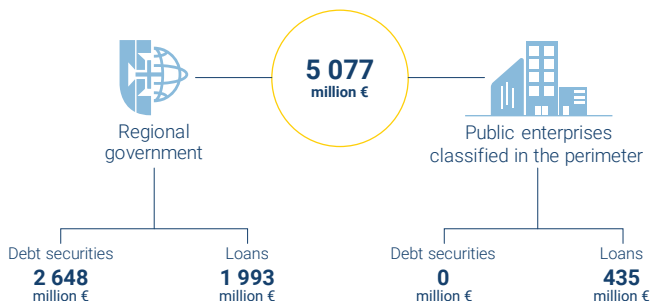 5 077
million €
Regional
government
Public enterprises
classified in the perimeter
Debt securities
2 648
million €
Loans
1 993
million €
Debt securities
0
million €
Loans
435
million €